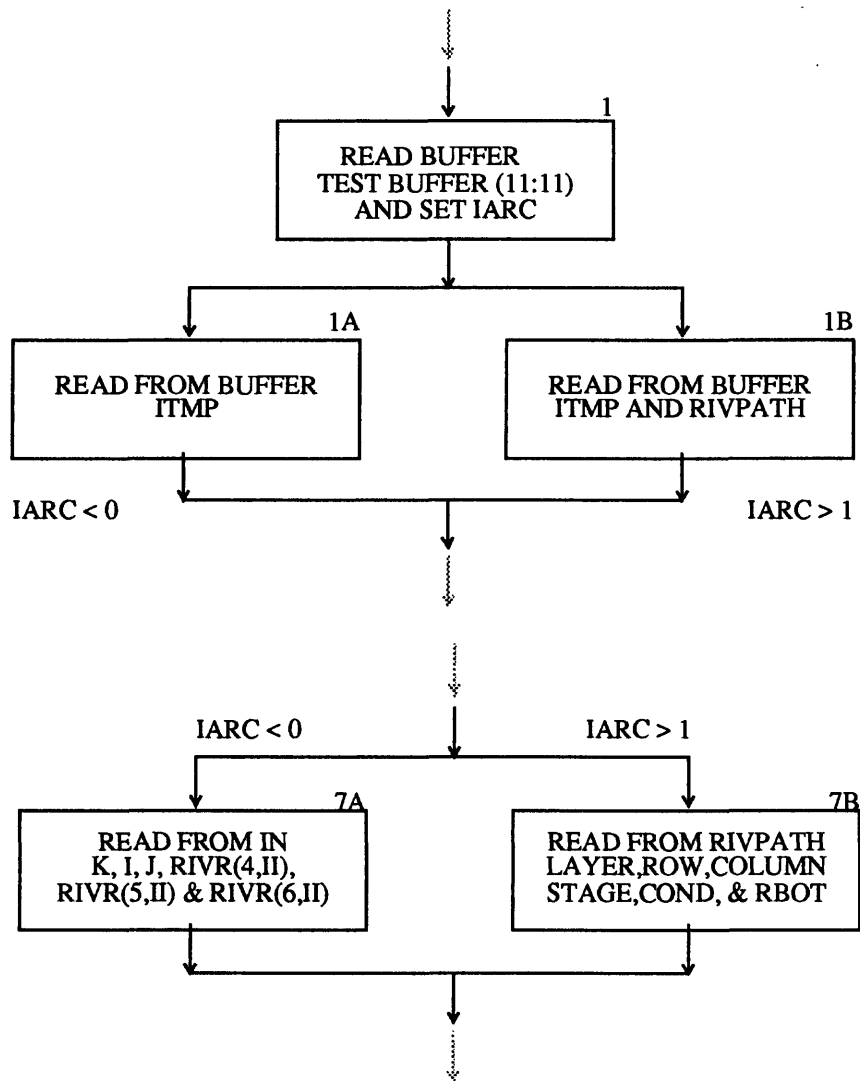 1
READ BUFFER
TEST BUFFER (11:11)
AND SET IARC
1A
READ FROM BUFFER
ITMP
1B
READ FROM BUFFER
ITMP AND RIVPATH
IARC < 0
IARC > 1
IARC < 0
IARC > 1
7A
READ FROM IN
K, I, J, RIVR(4,II),
RIVR(5,II) & RIVR(6,II)
7B
READ FROM RIVPATH
LAYER,ROW,COLUMN
STAGE,COND, & RBOT